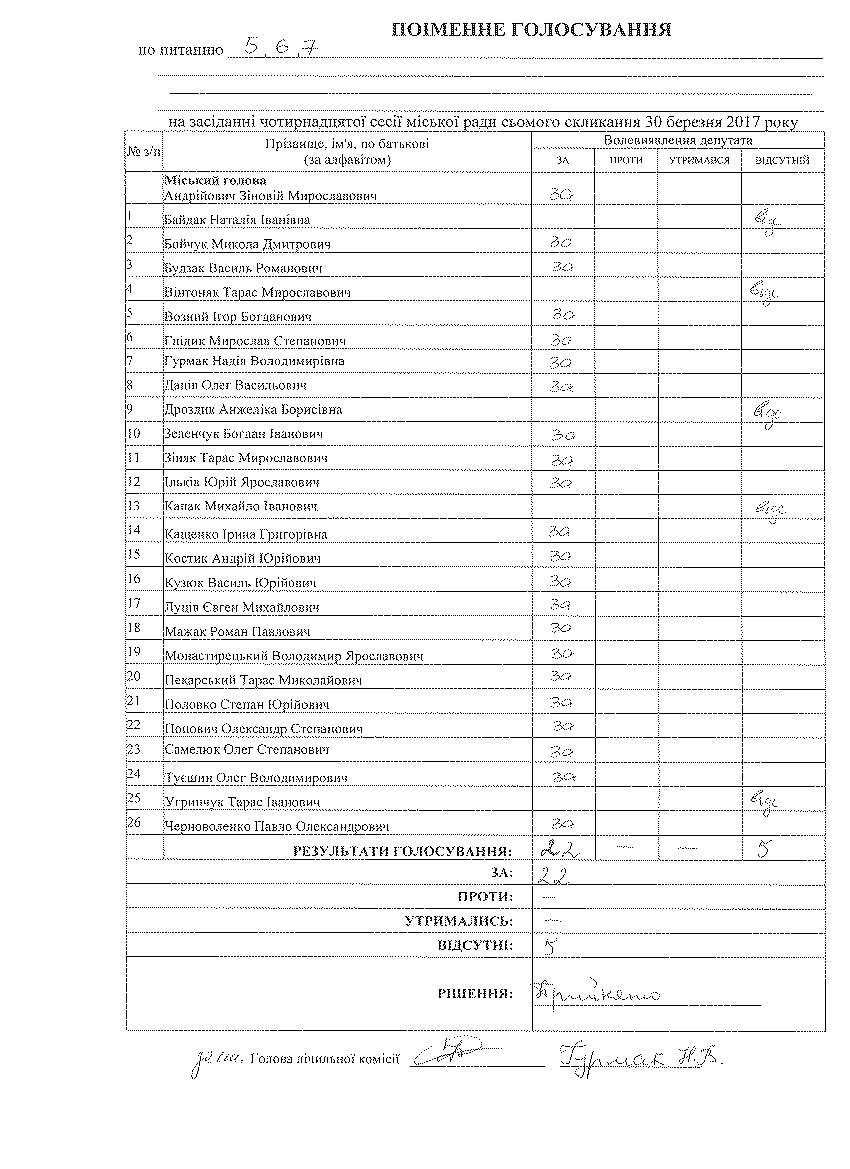 ПОІМЕННЕ ГОЛОСУВАННЯ
по питанню 5, 6, 7
на засіданні чотирнадцятої сесії міської ради сьомого скликання 30 березня 2017 року
№ з/п Прізвище, ім'я, по батькові (за алфавітом) Волевиявлення депутата
ЗА ПРОТИ УТРИМАВСЯ ВІДСУТНІЙ
Міський голова
Андрійович Зіновій Мирославович за
1 Байдак Наталія Іванівна від
2 Бойчук Микола Дмитрович за
3 Будзак Василь Романович за
4 Вінтоняк Тарас Мирославович від
5 Возний Ігор Богданович за
6 Гнідик Мирослав Степанович за
7 Гурмак Надія Володимирівна за
8 Данів Олег Васильович за
9 Дроздик Анжеліка Борисівна від
10 Зеленчук Богдан Іванович за
11 Зіняк Тарас Мирославович за
12 Ільків Юрій Ярославович за
13 Капак Михайло Іванович від
14 Кащенко Ірина Григорівна за
15 Костик Андрій Юрійович за
16 Кузюк Василь Юрійович за
17 Луців Євген Михайлович за
18 Мажак Роман Павлович за
19 Монастирецький Володимир Ярославович за
20 Пекарський Тарас Миколайович за
21 Половко Степан Юрійович за
22 Попович Олександр Степанович за
23 Самелюк Олег Степанович за
24 Туєшин Олег Володимирович за
25 Угринчук Тарас Іванович від
26 Черноволенко Павло Олександрович за
РЕЗУЛЬТАТИ ГОЛОСУВАННЯ: 22 — — 5
ЗА: 22
ПРОТИ: —
УТРИМАЛИСЬ: —
ВІДСУТНІ: 5
РІШЕННЯ: Прийнято
Голова лічильної комісії Гурмак Н.В.